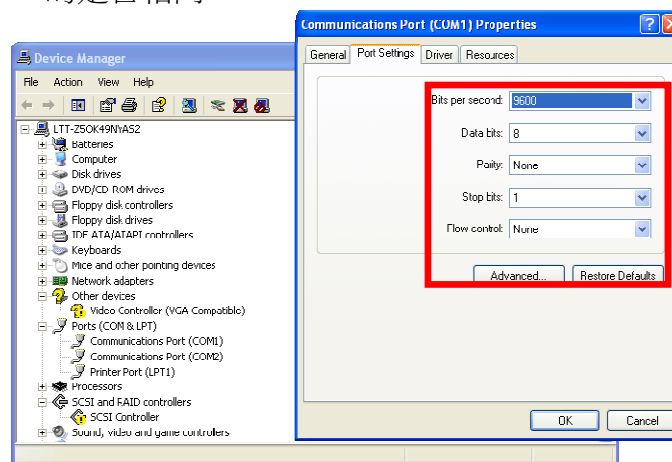 Communications Port (COM1) Properties
General Port Settings Driver Resources
Bits per second: 9600
Data bits: 8
Parity: None
Stop bits: 1
Flow control: None
Advanced... Restore Defaults
OK Cancel
Device Manager
File Action View Help
LTT-Z5OK49NYAS2
Batteries
Computer
Disk drives
DVD/CD-ROM drives
Floppy disk controllers
Floppy disk drives
IDE ATA/ATAPI controllers
Keyboards
Mice and other pointing devices
Network adapters
Other devices
Video Controller (VGA Compatible)
Ports (COM & LPT)
Communications Port (COM1)
Communications Port (COM2)
Printer Port (LPT1)
Processors
SCSI and RAID controllers
SCSI Controller
Sound, video and game controllers